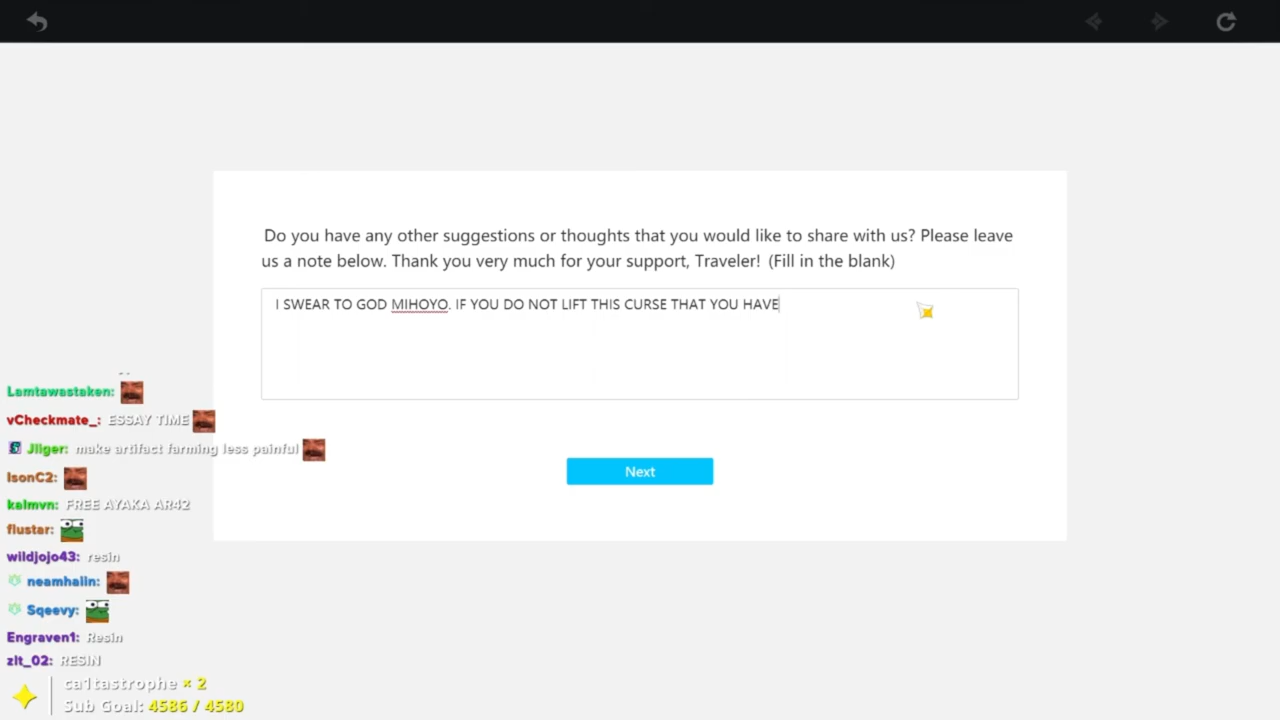 Do you have any other suggestions or thoughts that you would like to share with us? Please leave
us a note below. Thank you very much for your support, Traveler! (Fill in the blank)
I SWEAR TO GOD MIHOYO. IF YOU DO NOT LIFT THIS CURSE THAT YOU HAVE
Next
Lamtawastaken:
vCheckmate_: ESSAY TIME
Jliger: make artifact farming less painful
IsonC2:
kalmvn: FREE AYAKA AR42
flustar:
wildjojo43: resin
neamhaiin:
Sqeevy:
Engraven1: Resin
zlt_02: RESIN
ca1tastrophe × 2
Sub Goal: 4586 / 4580